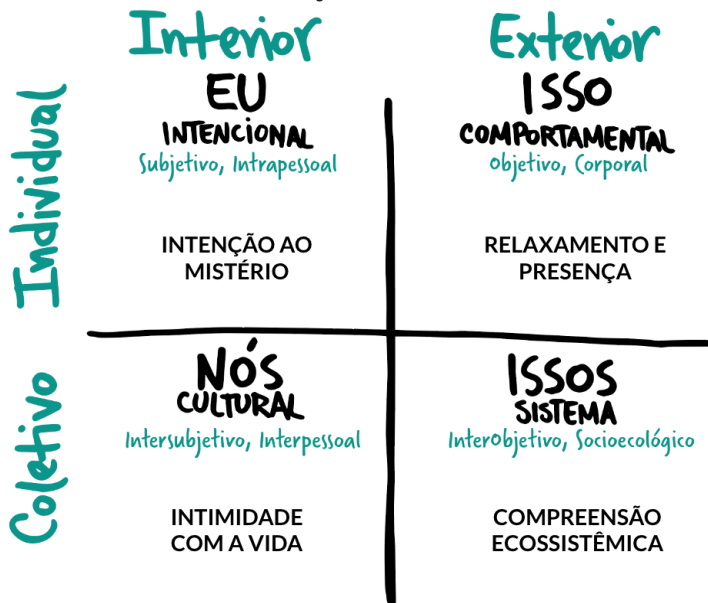 Interior
Exterior
Individual
EU
INTENCIONAL
Subjetivo, Intrapessoal
INTENÇÃO AO
MISTÉRIO
ISSO
COMPORTAMENTAL
Objetivo, Corporal
RELAXAMENTO E
PRESENÇA
Coletivo
NÓS
CULTURAL
Intersubjetivo, Interpessoal
INTIMIDADE
COM A VIDA
ISSOS
SISTEMA
InterObjetivo, Socioecológico
COMPREENSÃO
ECOSSISTÊMICA